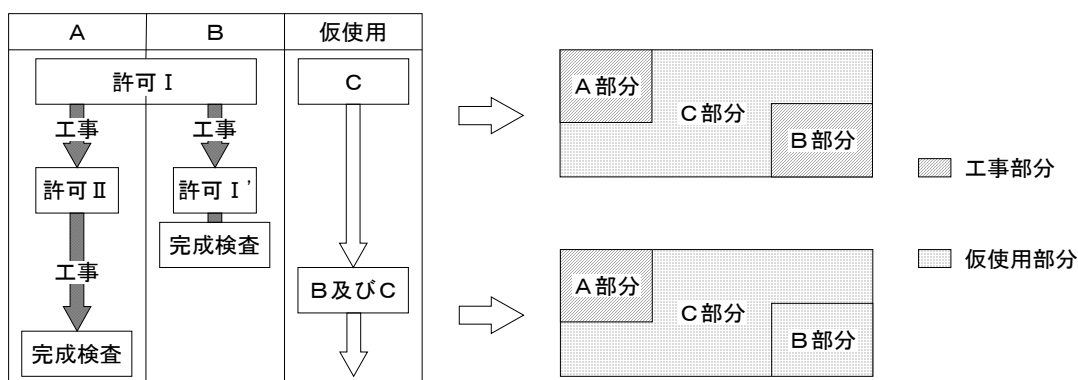 A B 仮使用
許可Ⅰ C
工事 工事
許可Ⅱ 許可Ⅰ'
完成検査
工事
B及びC
完成検査
A部分
C部分
B部分
工事部分
仮使用部分
A部分
C部分
B部分